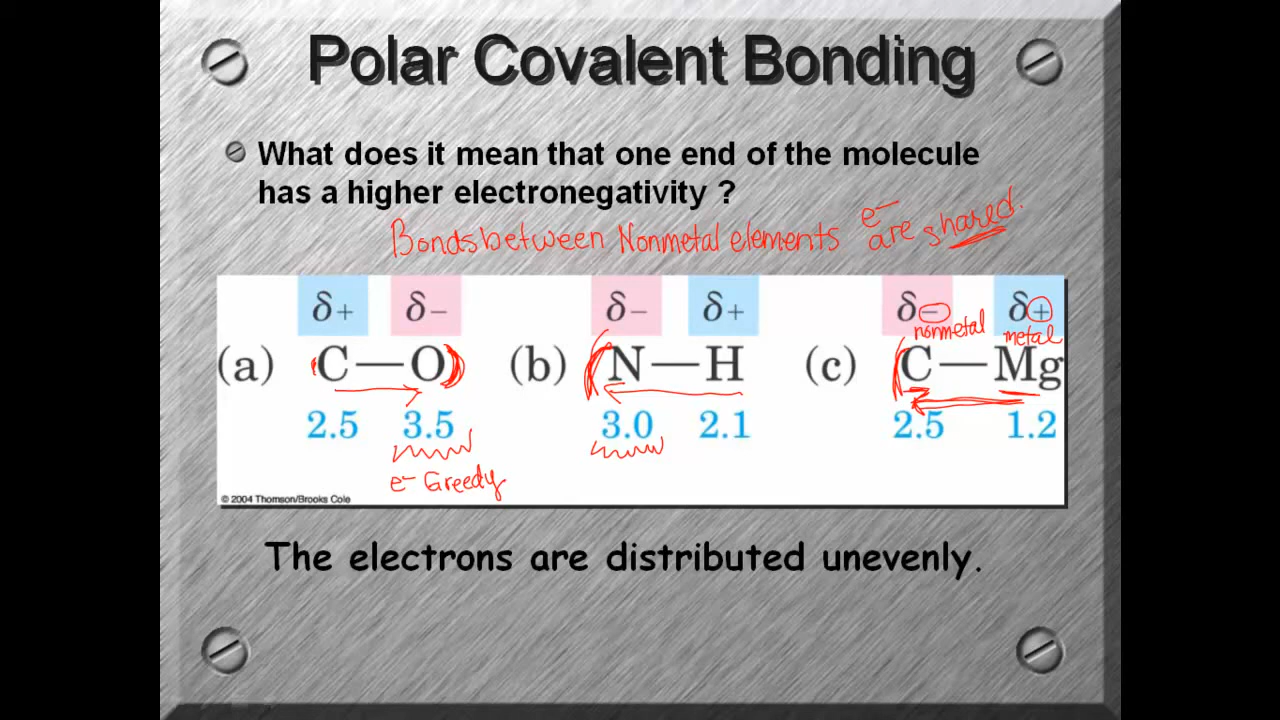 Polar Covalent Bonding
What does it mean that one end of the molecule
has a higher electronegativity ?
Bonds between Nonmetal elements e⁻ are shared.
δ+ δ− δ− δ+ δ− δ+
nonmetal metal
(a) C — O (b) N — H (c) C — Mg
2.5 3.5 3.0 2.1 2.5 1.2
e⁻ Greedy
© 2004 Thomson/Brooks Cole
The electrons are distributed unevenly.